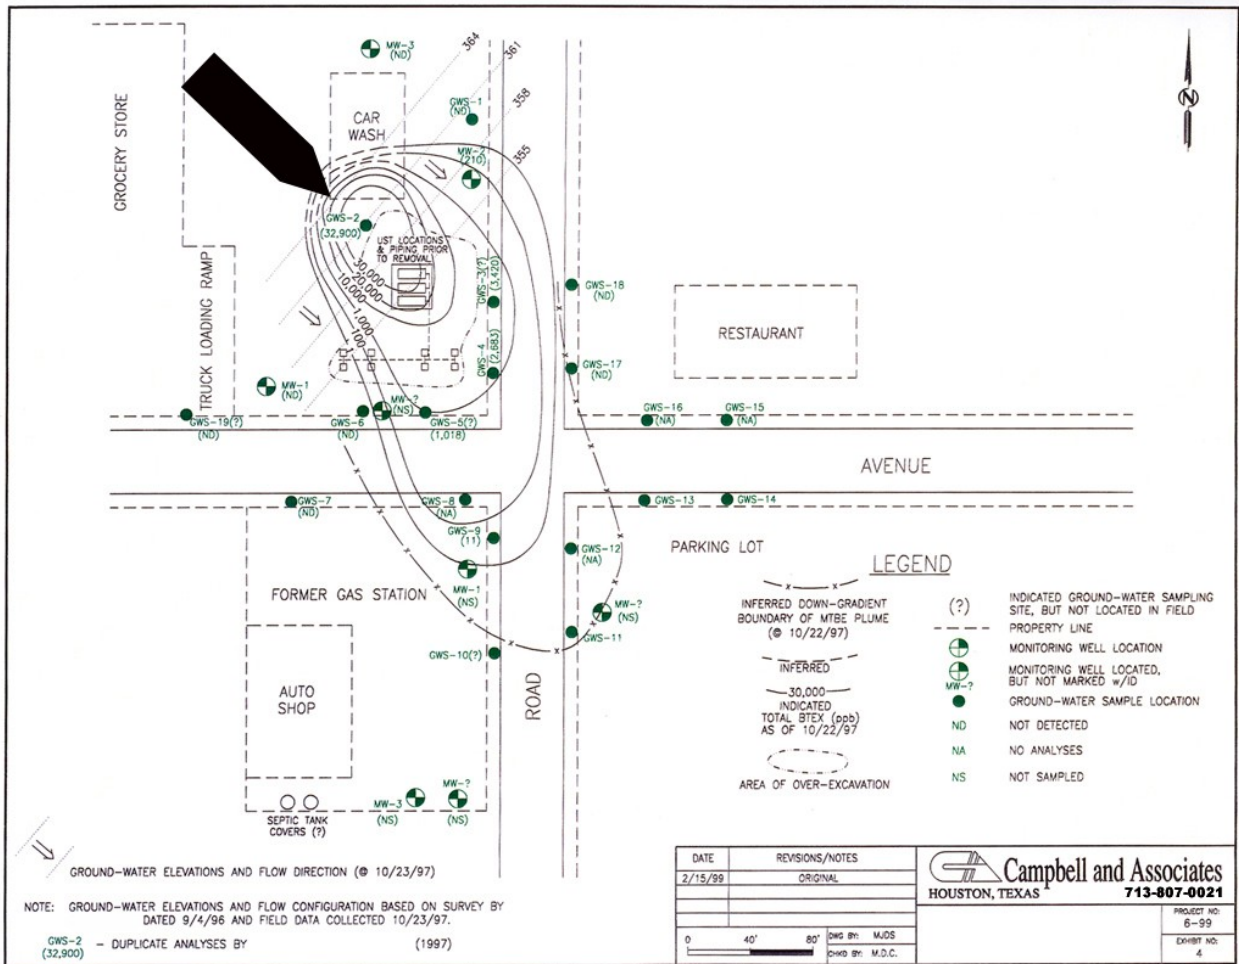 MW-3
(ND)
364
361
358
355
GROCERY STORE
CAR
WASH
GWS-1
(ND)
MW-2
(210)
N
GWS-2
(32,900)
UST LOCATIONS
& PIPING PRIOR
TO REMOVAL
30,000
20,000
10,000
1,000
100
GWS-3(?)
(3,420)
GWS-4
(2,683)
GWS-18
(ND)
GWS-17
(ND)
RESTAURANT
TRUCK LOADING RAMP
MW-1
(ND)
GWS-19(?)
(ND)
GWS-6
(ND)
MW-?
(NS)
GWS-5(?)
(1,018)
GWS-16
(NA)
GWS-15
(NA)
AVENUE
GWS-7
(ND)
GWS-8
(NA)
GWS-13
GWS-14
GWS-9
(11)
GWS-12
(NA)
PARKING LOT
MW-1
(NS)
FORMER GAS STATION
MW-?
(NS)
GWS-11
GWS-10(?)
AUTO
SHOP
ROAD
MW-3
(NS)
MW-?
(NS)
SEPTIC TANK
COVERS (?)
LEGEND
INFERRED DOWN-GRADIENT
BOUNDARY OF MTBE PLUME
(@ 10/22/97)
INFERRED
30,000
INDICATED
TOTAL BTEX (ppb)
AS OF 10/22/97
AREA OF OVER-EXCAVATION
(?) INDICATED GROUND-WATER SAMPLING
SITE, BUT NOT LOCATED IN FIELD
PROPERTY LINE
MONITORING WELL LOCATION
MONITORING WELL LOCATED,
BUT NOT MARKED w/ID
MW-?
GROUND-WATER SAMPLE LOCATION
ND NOT DETECTED
NA NO ANALYSES
NS NOT SAMPLED
GROUND-WATER ELEVATIONS AND FLOW DIRECTION (@ 10/23/97)
NOTE: GROUND-WATER ELEVATIONS AND FLOW CONFIGURATION BASED ON SURVEY BY
DATED 9/4/96 AND FIELD DATA COLLECTED 10/23/97.
GWS-2
(32,900)
- DUPLICATE ANALYSES BY (1997)
DATE REVISIONS/NOTES
2/15/99 ORIGINAL
0 40' 80'
DWG BY: MJDS
CHKD BY: M.D.C.
Campbell and Associates
HOUSTON, TEXAS 713-807-0021
PROJECT NO:
6-99
EXHIBIT NO:
4